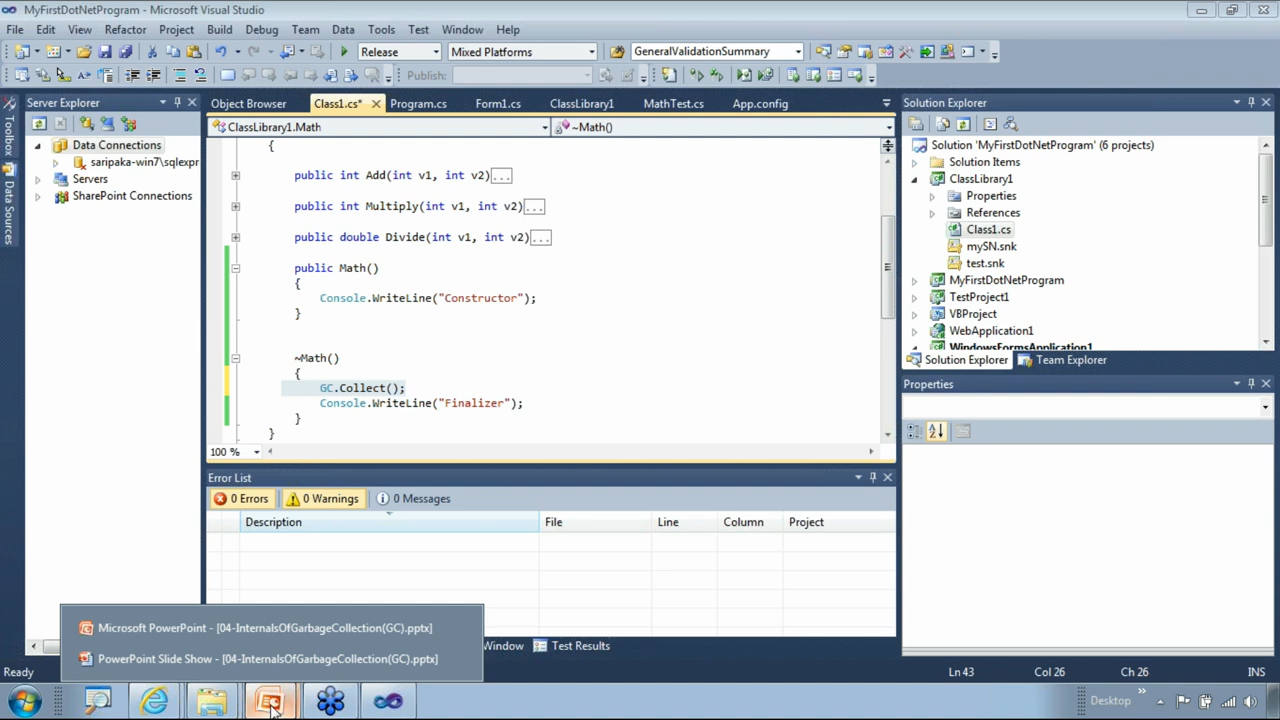 MyFirstDotNetProgram - Microsoft Visual Studio
File Edit View Refactor Project Build Debug Team Data Tools Test Window Help
Release Mixed Platforms GeneralValidationSummary
Publish:
Server Explorer
Object Browser Class1.cs* Program.cs Form1.cs ClassLibrary1 MathTest.cs App.config
Solution Explorer
Toolbox
Data Sources
Data Connections
saripaka-win7\sqlexpr
Servers
SharePoint Connections
ClassLibrary1.Math ~Math()
{
public int Add(int v1, int v2)...
public int Multiply(int v1, int v2)...
public double Divide(int v1, int v2)...
public Math()
{
Console.WriteLine("Constructor");
}
~Math()
{
GC.Collect();
Console.WriteLine("Finalizer");
}
}
100 %
Solution 'MyFirstDotNetProgram' (6 projects)
Solution Items
ClassLibrary1
Properties
References
Class1.cs
mySN.snk
test.snk
MyFirstDotNetProgram
TestProject1
VBProject
WebApplication1
WindowsFormsApplication1
Solution Explorer Team Explorer
Properties
Error List
0 Errors 0 Warnings 0 Messages
Description File Line Column Project
Microsoft PowerPoint - [04-InternalsOfGarbageCollection(GC).pptx]
PowerPoint Slide Show - [04-InternalsOfGarbageCollection(GC).pptx]
Window Test Results
Ready Ln 43 Col 26 Ch 26 INS
Desktop